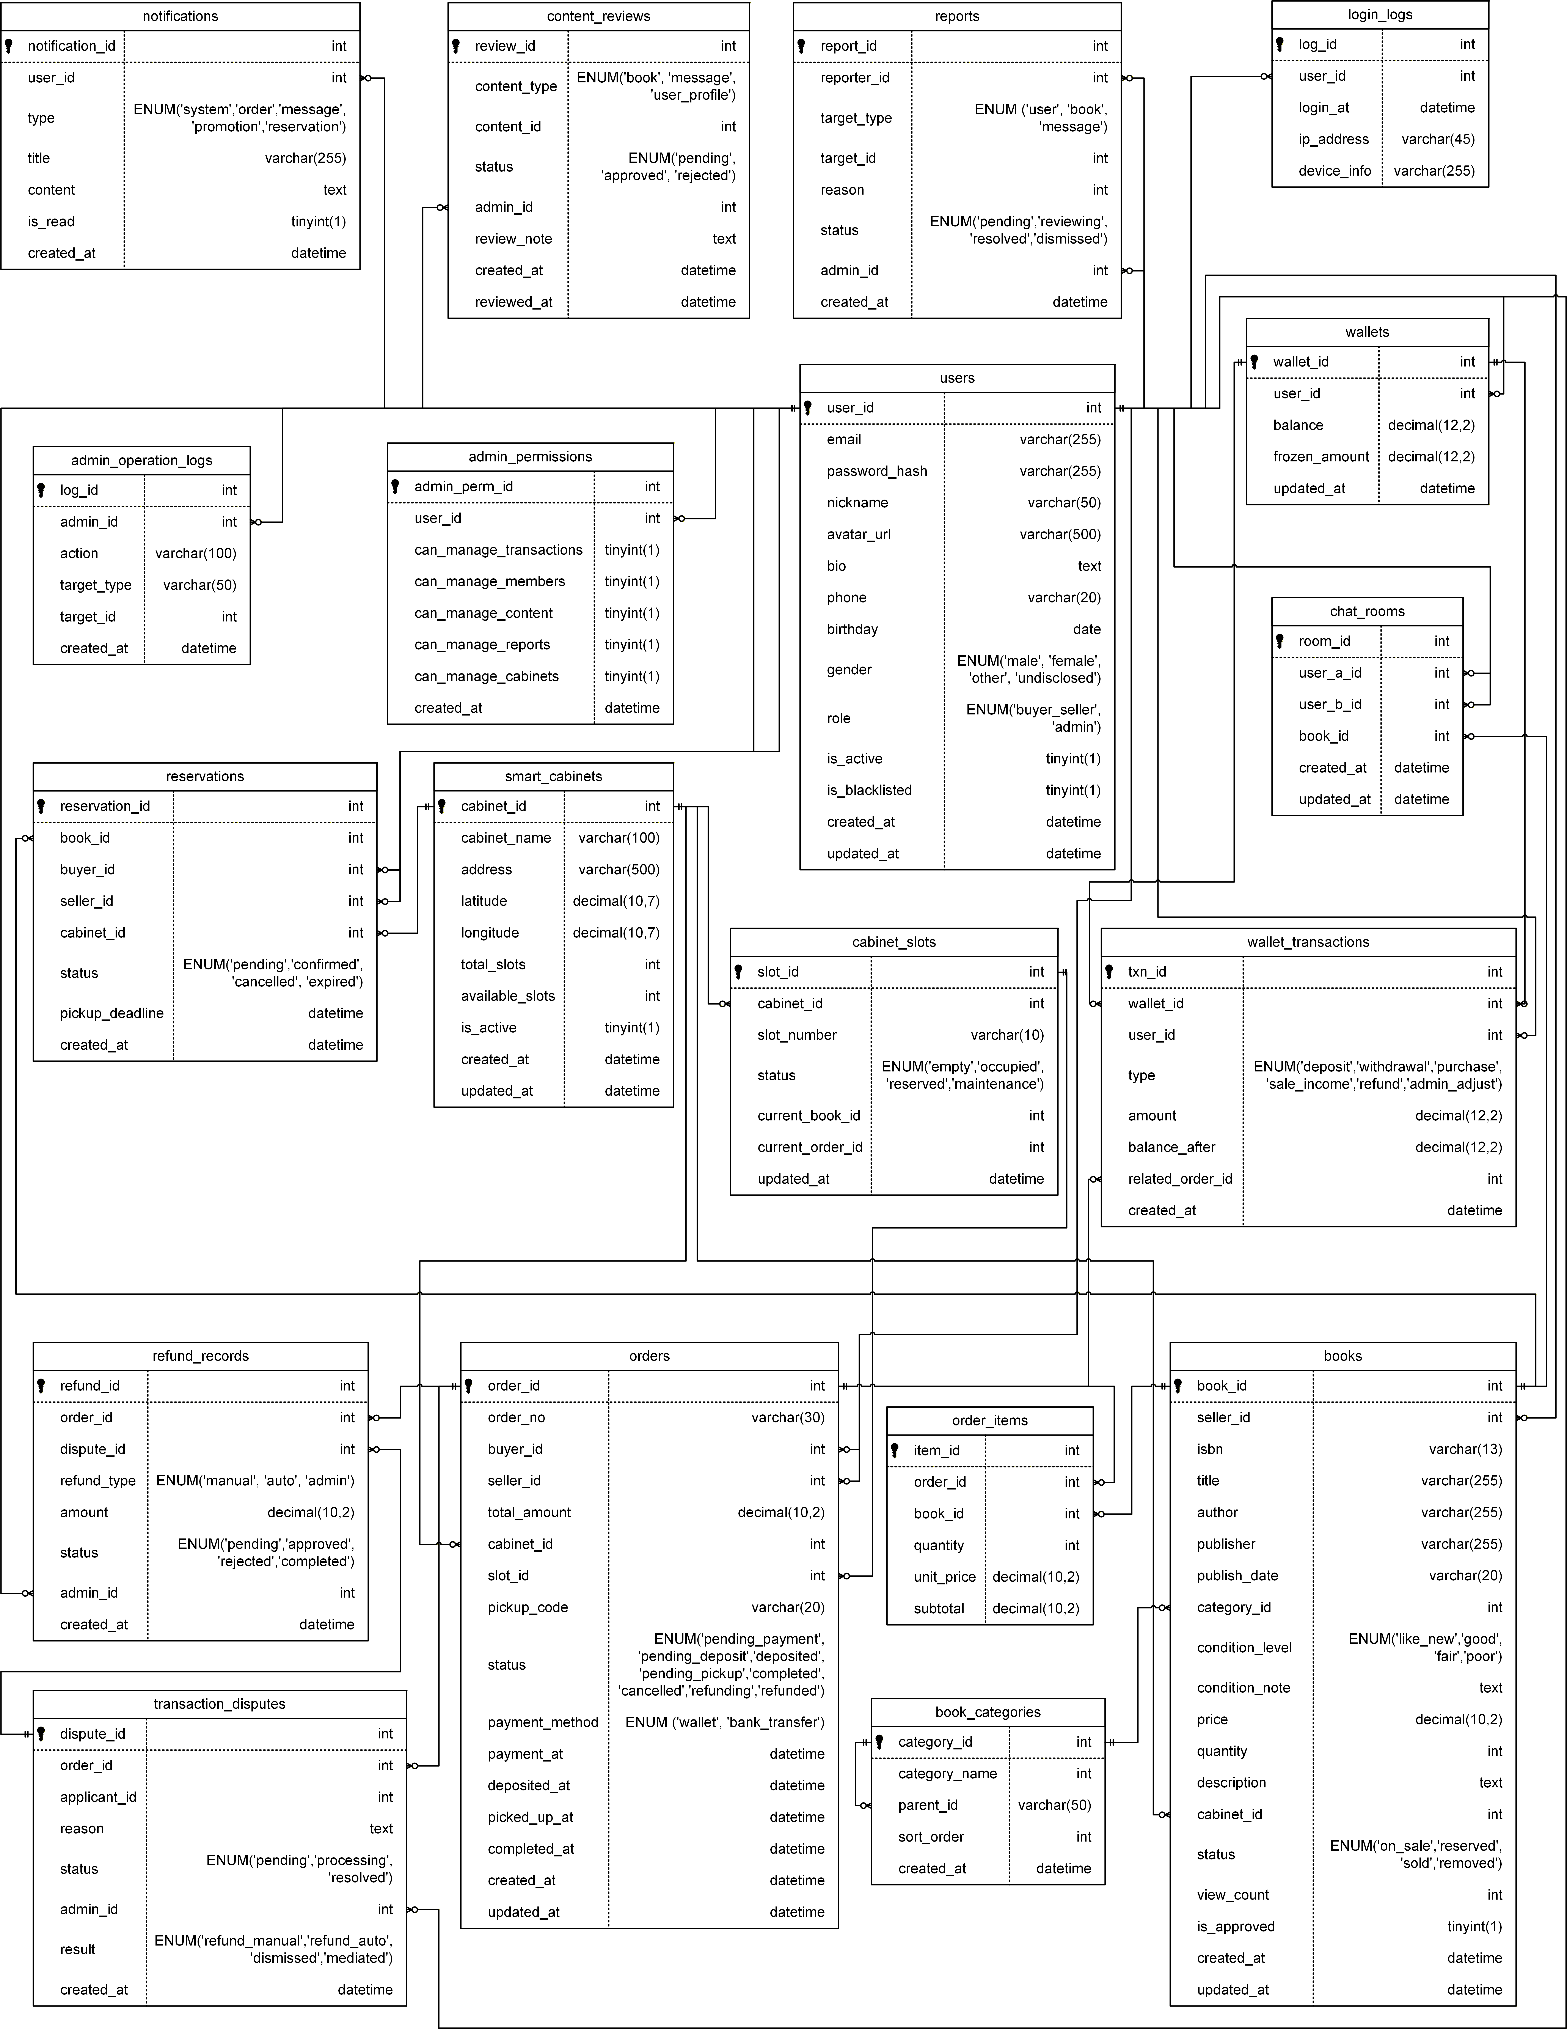 notifications
notification_id int
user_id int
type ENUM('system','order','message',
'promotion','reservation')
title varchar(255)
content text
is_read tinyint(1)
created_at datetime
content_reviews
review_id int
content_type ENUM('book', 'message',
'user_profile')
content_id int
status ENUM('pending',
'approved', 'rejected')
admin_id int
review_note text
created_at datetime
reviewed_at datetime
reports
report_id int
reporter_id int
target_type ENUM ('user', 'book',
'message')
target_id int
reason int
status ENUM('pending','reviewing',
'resolved','dismissed')
admin_id int
created_at datetime
login_logs
log_id int
user_id int
login_at datetime
ip_address varchar(45)
device_info varchar(255)
wallets
wallet_id int
user_id int
balance decimal(12,2)
frozen_amount decimal(12,2)
updated_at datetime
users
user_id int
email varchar(255)
password_hash varchar(255)
nickname varchar(50)
avatar_url varchar(500)
bio text
phone varchar(20)
birthday date
gender ENUM('male', 'female',
'other', 'undisclosed')
role ENUM('buyer_seller',
'admin')
is_active tinyint(1)
is_blacklisted tinyint(1)
created_at datetime
updated_at datetime
admin_operation_logs
log_id int
admin_id int
action varchar(100)
target_type varchar(50)
target_id int
created_at datetime
admin_permissions
admin_perm_id int
user_id int
can_manage_transactions tinyint(1)
can_manage_members tinyint(1)
can_manage_content tinyint(1)
can_manage_reports tinyint(1)
can_manage_cabinets tinyint(1)
created_at datetime
chat_rooms
room_id int
user_a_id int
user_b_id int
book_id int
created_at datetime
updated_at datetime
reservations
reservation_id int
book_id int
buyer_id int
seller_id int
cabinet_id int
status ENUM('pending','confirmed',
'cancelled', 'expired')
pickup_deadline datetime
created_at datetime
smart_cabinets
cabinet_id int
cabinet_name varchar(100)
address varchar(500)
latitude decimal(10,7)
longitude decimal(10,7)
total_slots int
available_slots int
is_active tinyint(1)
created_at datetime
updated_at datetime
cabinet_slots
slot_id int
cabinet_id int
slot_number varchar(10)
status ENUM('empty','occupied',
'reserved','maintenance')
current_book_id int
current_order_id int
updated_at datetime
wallet_transactions
txn_id int
wallet_id int
user_id int
type ENUM('deposit','withdrawal','purchase',
'sale_income','refund','admin_adjust')
amount decimal(12,2)
balance_after decimal(12,2)
related_order_id int
created_at datetime
refund_records
refund_id int
order_id int
dispute_id int
refund_type ENUM('manual', 'auto', 'admin')
amount decimal(10,2)
status ENUM('pending','approved',
'rejected','completed')
admin_id int
created_at datetime
orders
order_id int
order_no varchar(30)
buyer_id int
seller_id int
total_amount decimal(10,2)
cabinet_id int
slot_id int
pickup_code varchar(20)
status ENUM('pending_payment',
'pending_deposit','deposited',
'pending_pickup','completed',
'cancelled','refunding','refunded')
payment_method ENUM ('wallet', 'bank_transfer')
payment_at datetime
deposited_at datetime
picked_up_at datetime
completed_at datetime
created_at datetime
updated_at datetime
order_items
item_id int
order_id int
book_id int
quantity int
unit_price decimal(10,2)
subtotal decimal(10,2)
books
book_id int
seller_id int
isbn varchar(13)
title varchar(255)
author varchar(255)
publisher varchar(255)
publish_date varchar(20)
category_id int
condition_level ENUM('like_new','good',
'fair','poor')
condition_note text
price decimal(10,2)
quantity int
description text
cabinet_id int
status ENUM('on_sale','reserved',
'sold','removed')
view_count int
is_approved tinyint(1)
created_at datetime
updated_at datetime
transaction_disputes
dispute_id int
order_id int
applicant_id int
reason text
status ENUM('pending','processing',
'resolved')
admin_id int
result ENUM('refund_manual','refund_auto',
'dismissed','mediated')
created_at datetime
book_categories
category_id int
category_name int
parent_id varchar(50)
sort_order int
created_at datetime